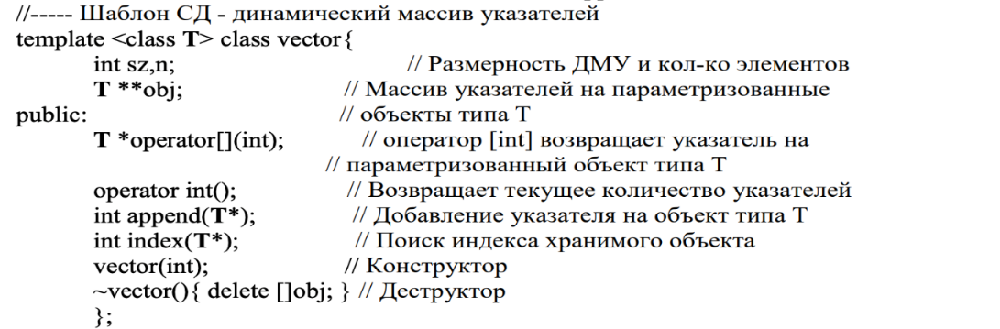 //----- Шаблон СД - динамический массив указателей
template <class T> class vector{
int sz,n; // Размерность ДМУ и кол-ко элементов
T **obj; // Массив указателей на параметризованные
public: // объекты типа T
T *operator[](int); // оператор [int] возвращает указатель на
// параметризованный объект типа T
operator int(); // Возвращает текущее количество указателей
int append(T*); // Добавление указателя на объект типа T
int index(T*); // Поиск индекса хранимого объекта
vector(int); // Конструктор
~vector(){ delete []obj; } // Деструктор
};